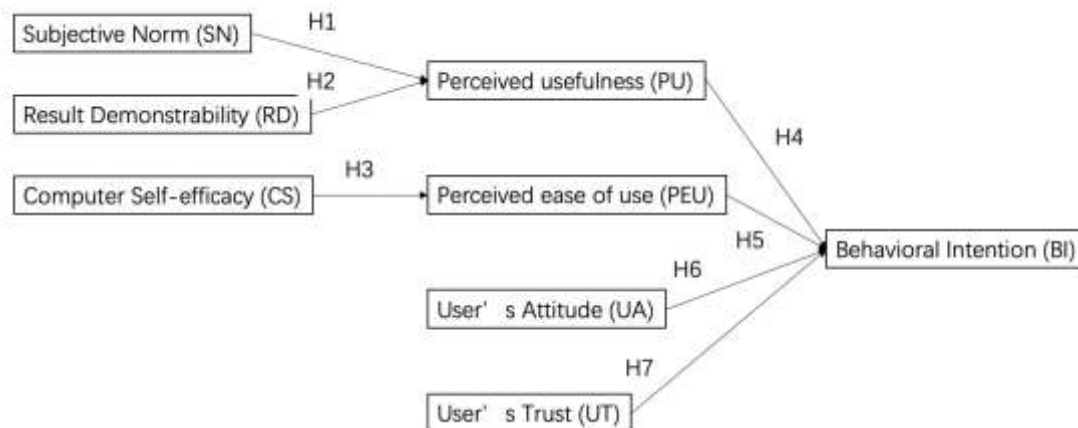 Subjective Norm (SN)
H1
H2
Perceived usefulness (PU)
Result Demonstrability (RD)
H4
H3
Computer Self-efficacy (CS)
Perceived ease of use (PEU)
H5
Behavioral Intention (BI)
H6
User' s Attitude (UA)
H7
User' s Trust (UT)